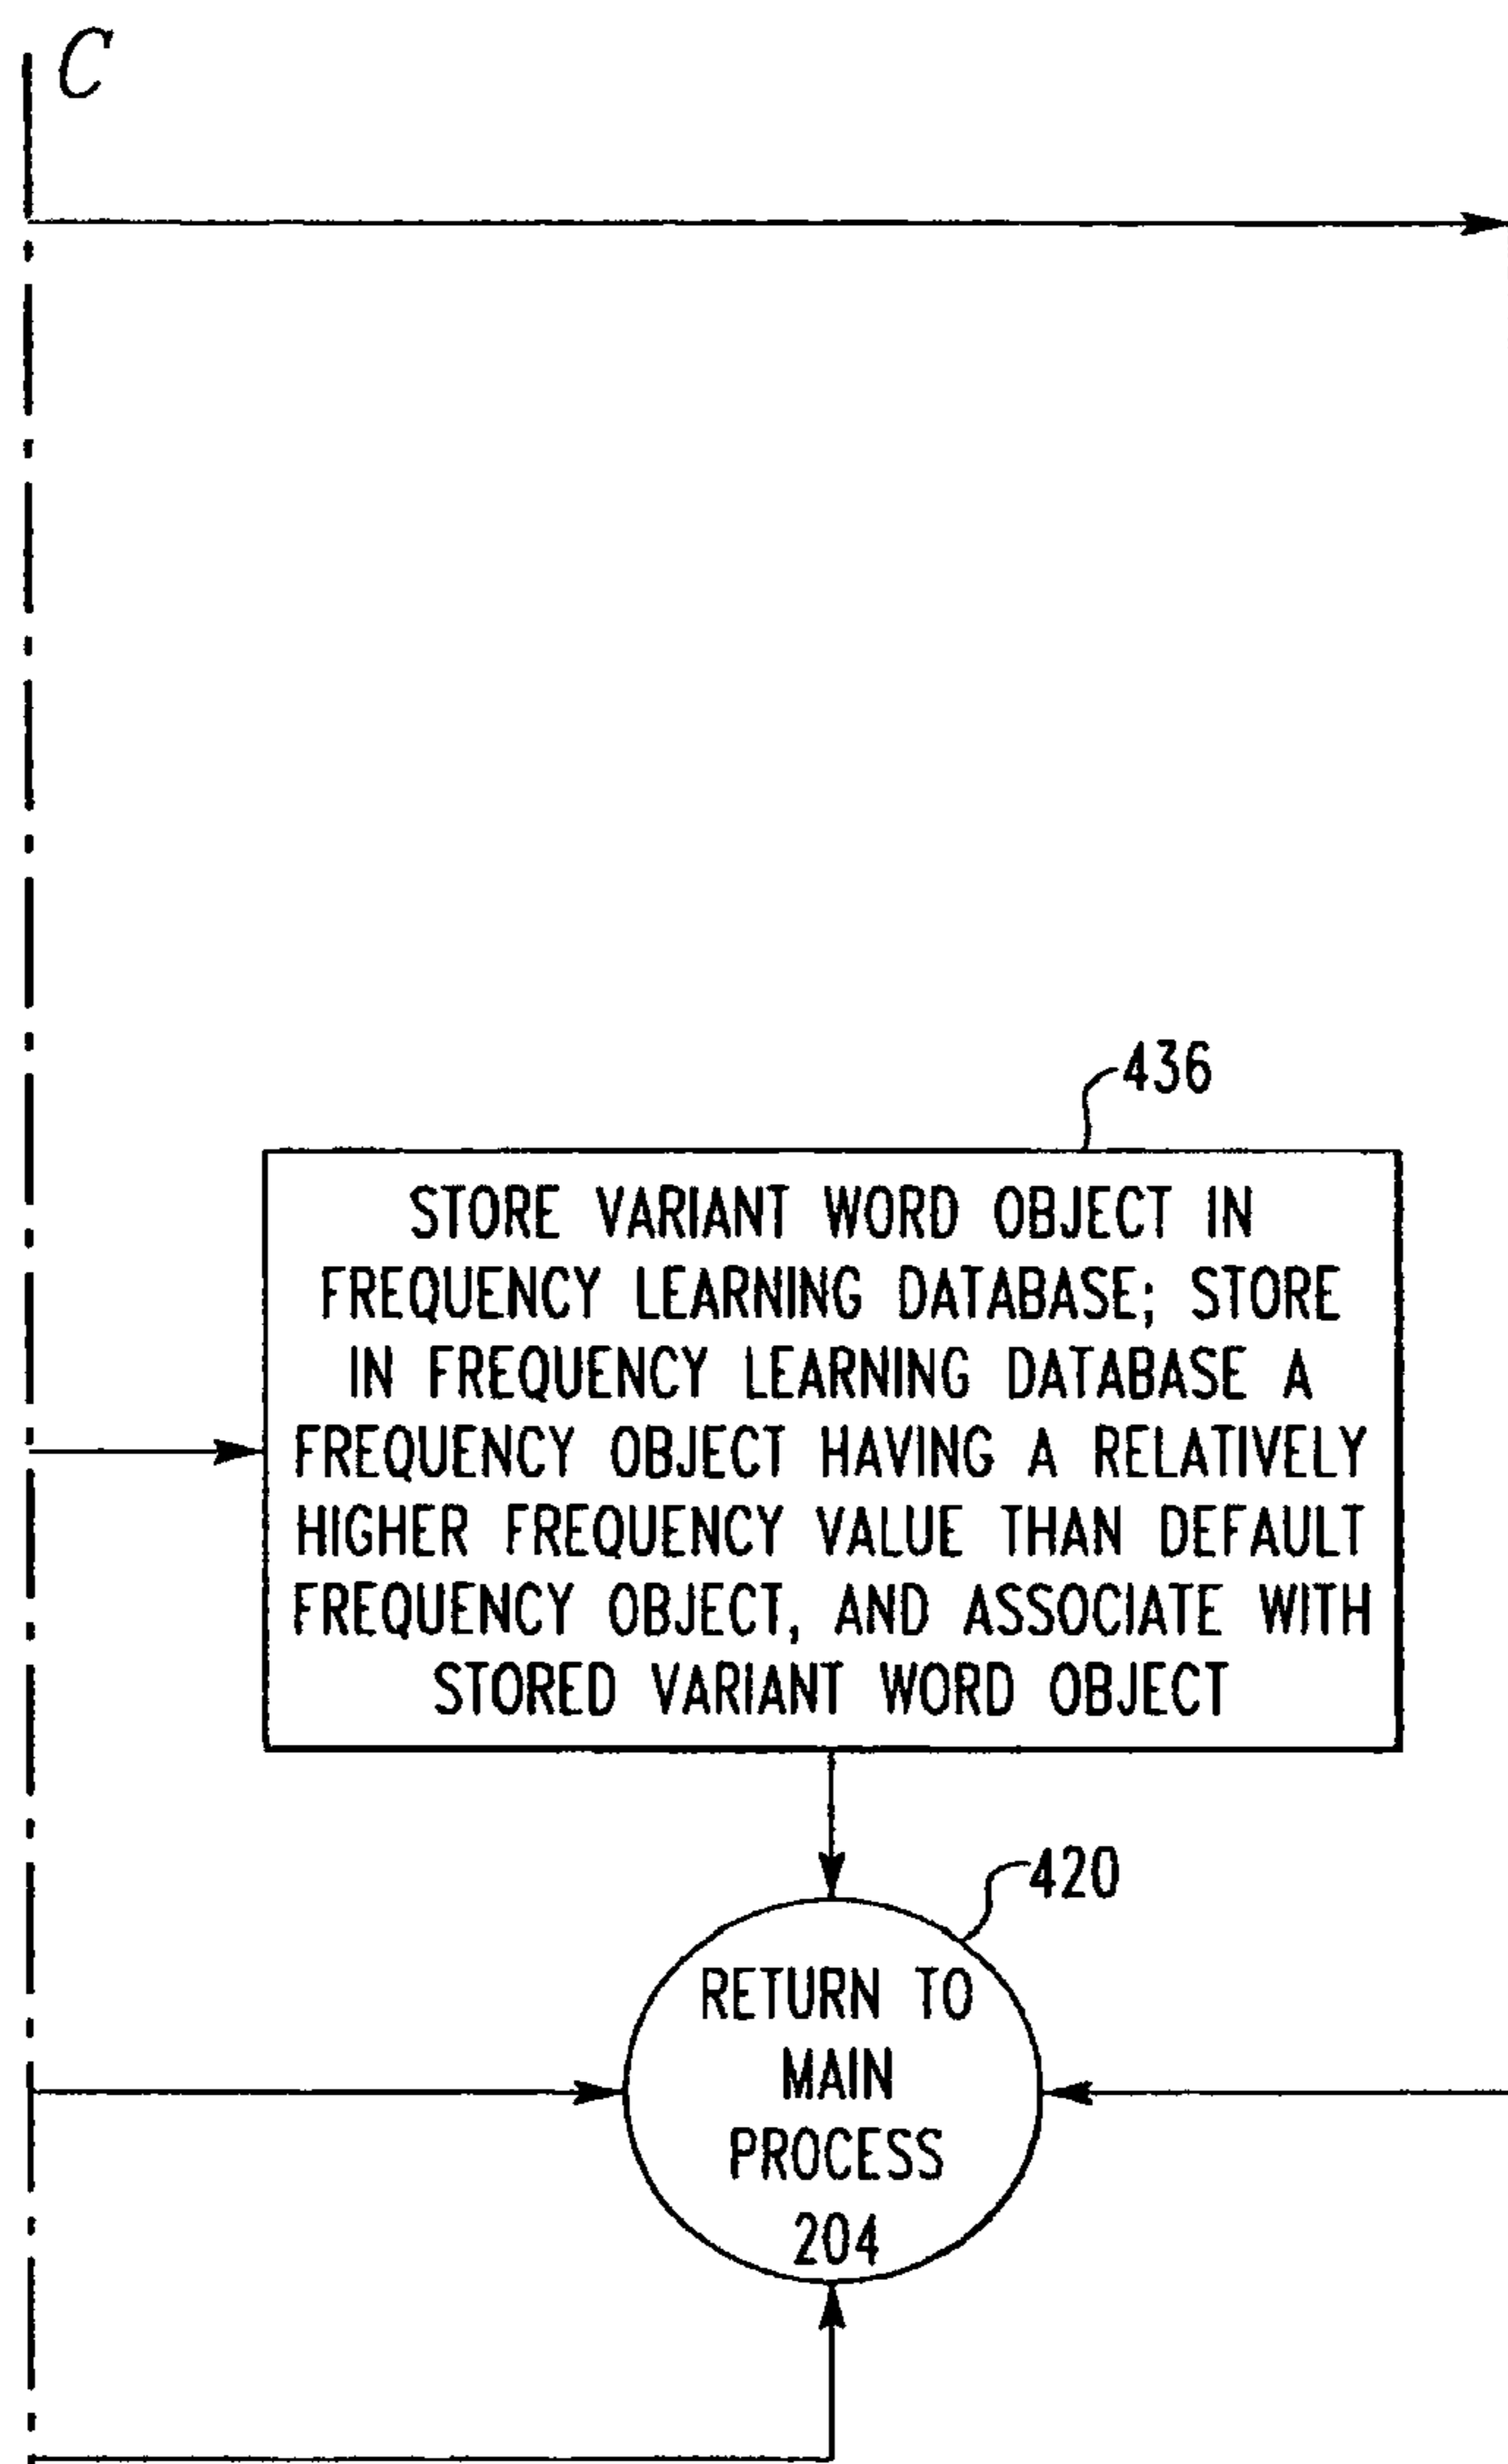 C
436
STORE VARIANT WORD OBJECT IN
FREQUENCY LEARNING DATABASE; STORE
IN FREQUENCY LEARNING DATABASE A
FREQUENCY OBJECT HAVING A RELATIVELY
HIGHER FREQUENCY VALUE THAN DEFAULT
FREQUENCY OBJECT, AND ASSOCIATE WITH
STORED VARIANT WORD OBJECT
420
RETURN TO
MAIN
PROCESS
204